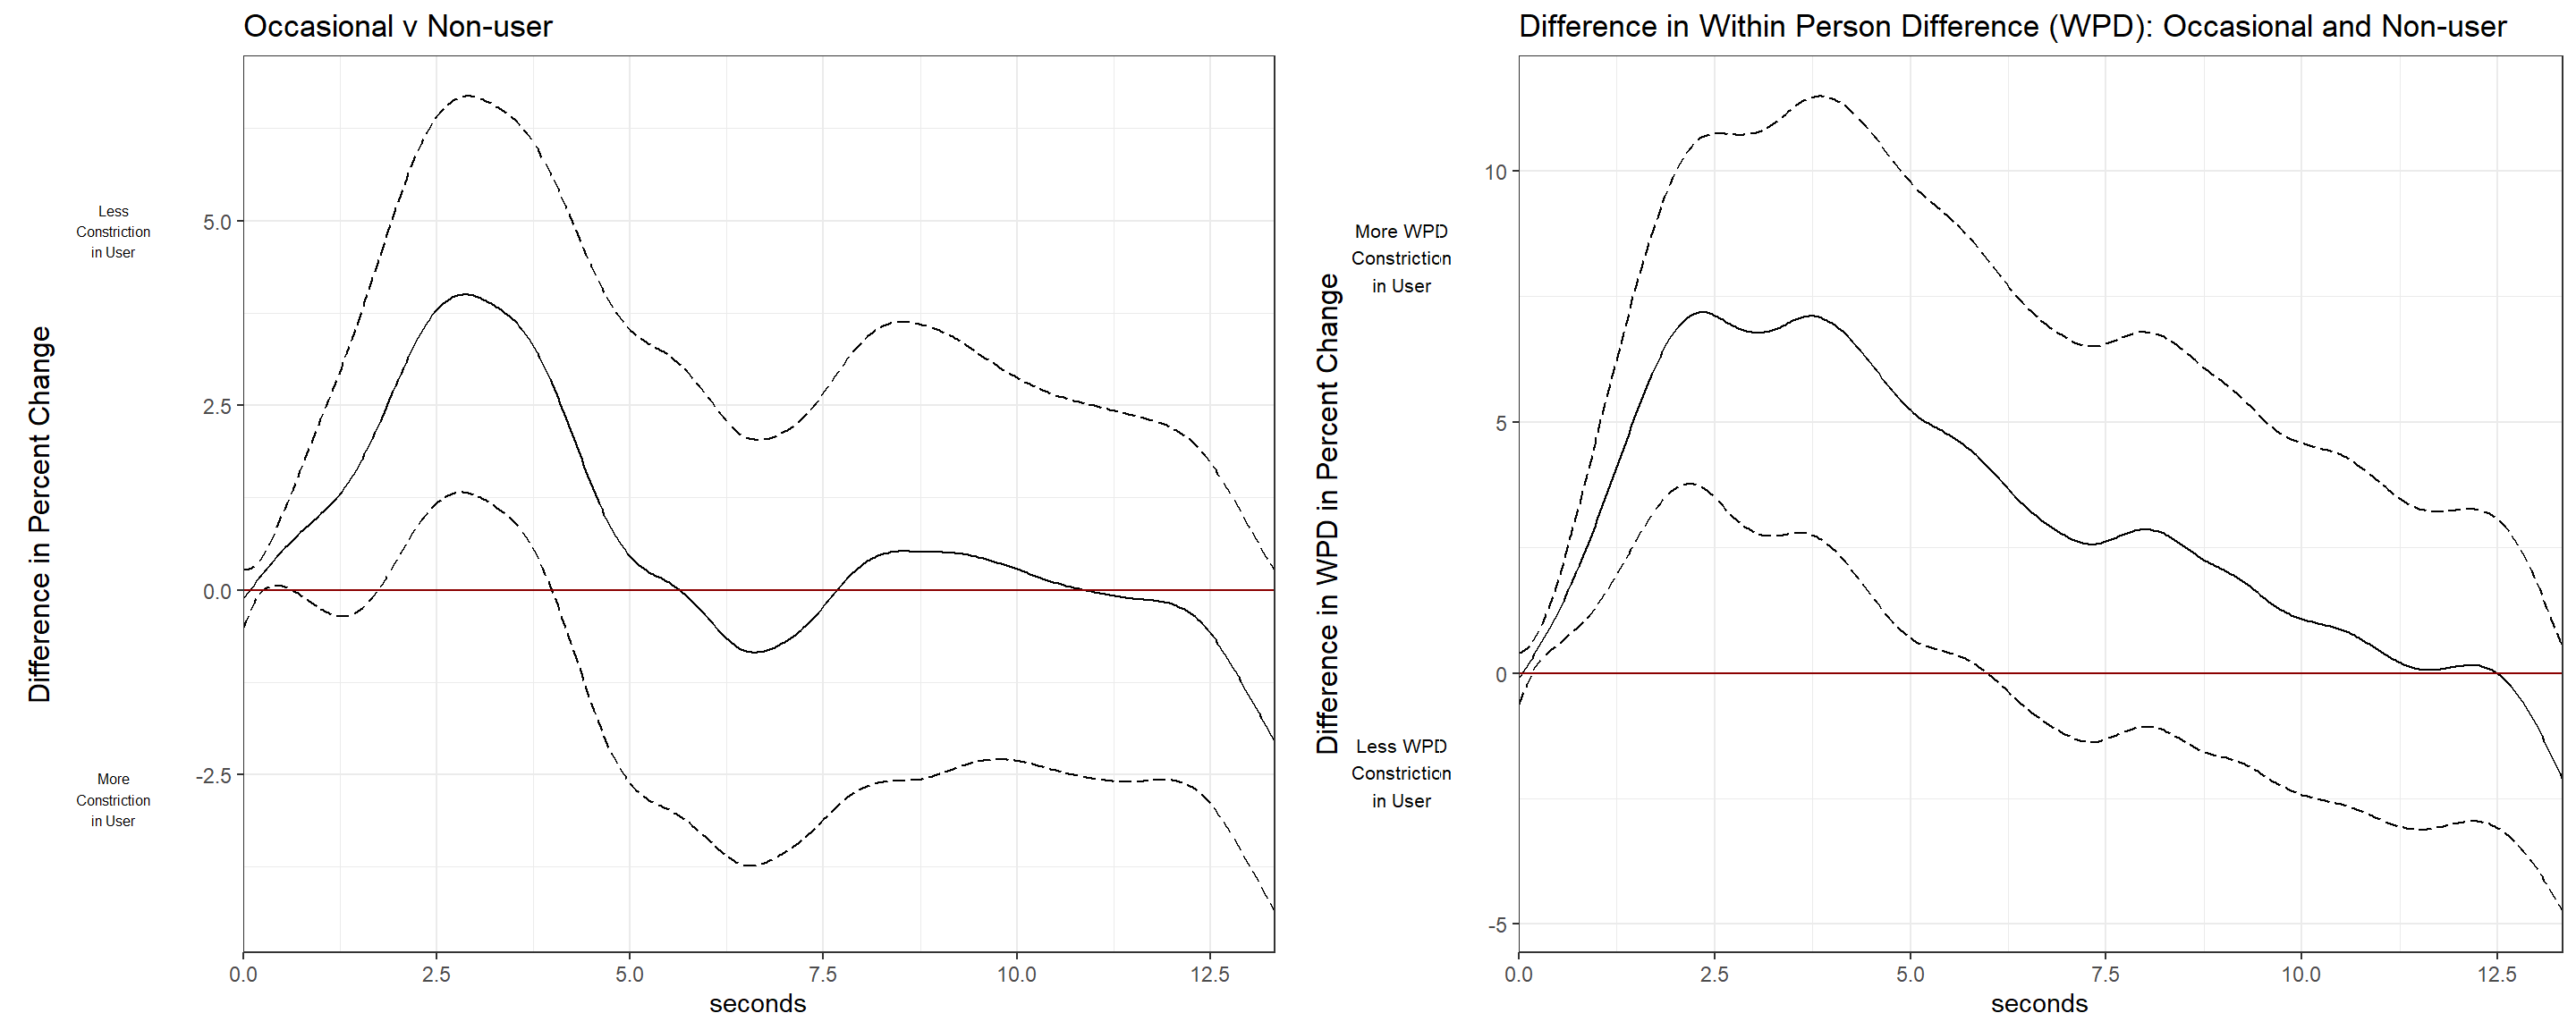 Occasional v Non-user
Difference in Percent Change
Less
Constriction
in User
More
Constriction
in User
5.0
2.5
0.0
-2.5
0.0 2.5 5.0 7.5 10.0 12.5
seconds
Difference in Within Person Difference (WPD): Occasional and Non-user
Difference in WPD in Percent Change
More WPD
Constriction
in User
Less WPD
Constriction
in User
10
5
0
-5
0.0 2.5 5.0 7.5 10.0 12.5
seconds